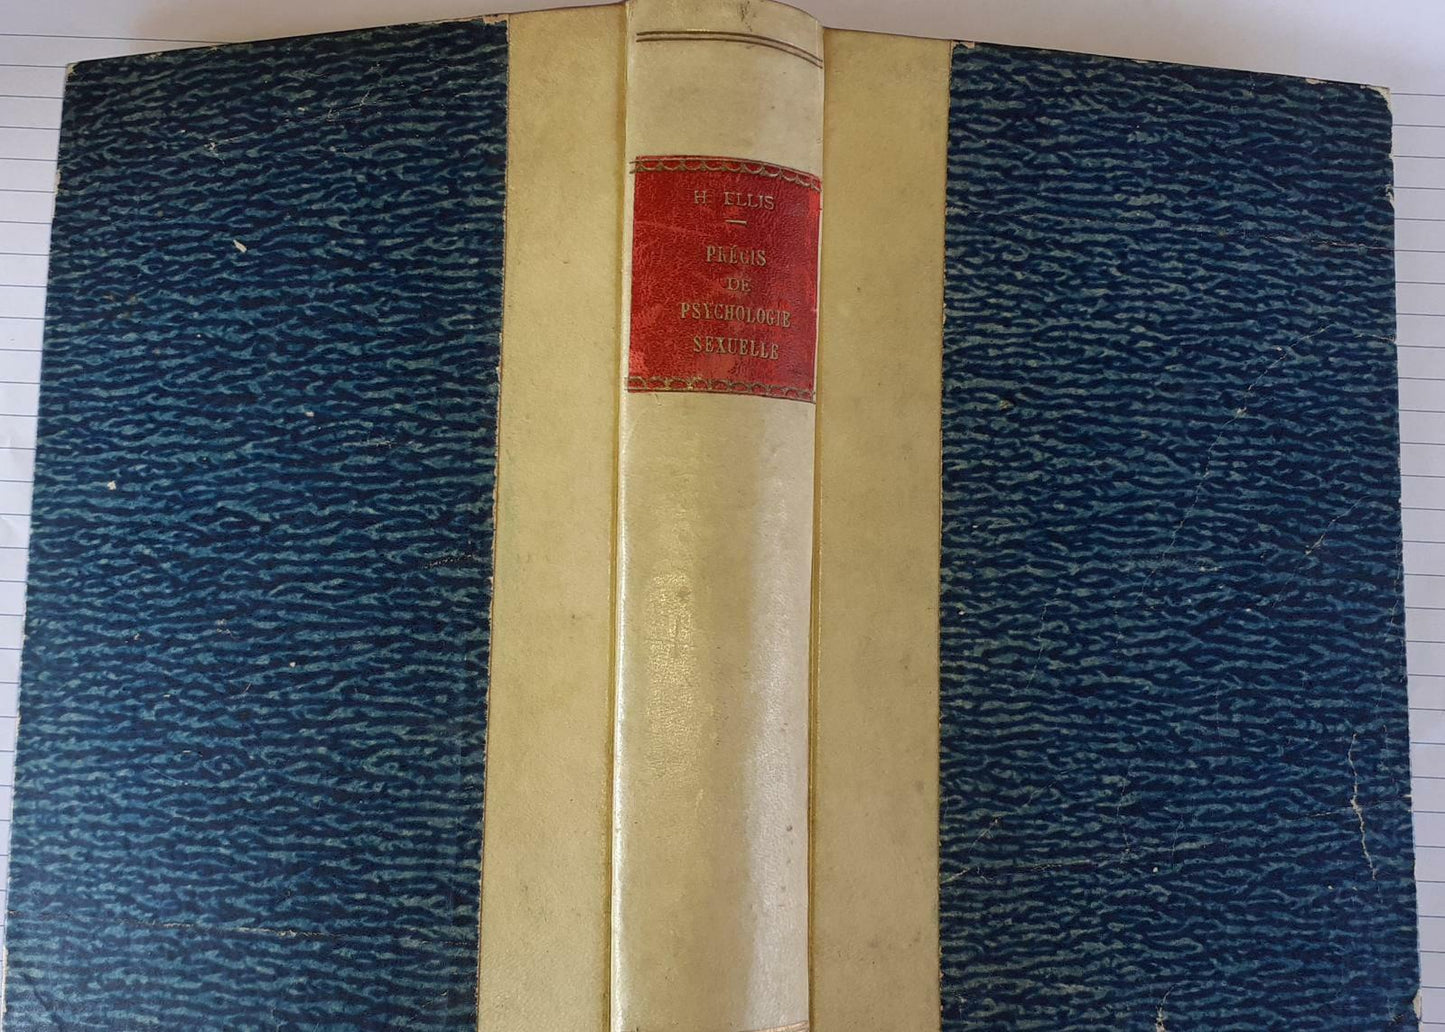 H. ELLIS
PRÉCIS
DE
PSYCHOLOGIE
SEXUELLE